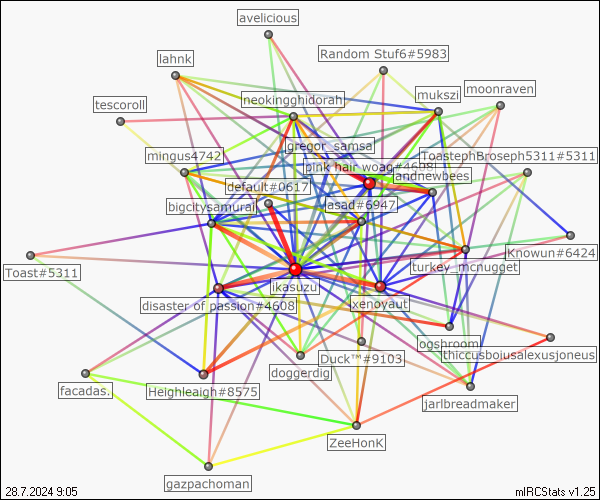 avelicious
Random Stuf6#5983
lahnk
moonraven
mukszi
neokingghidorah
tescoroll
gregor_samsa
mingus4742
ToastephBroseph5311#5311
pink hair woag#4608
andnewbees
default#0617
bigcitysamurai
asad#6947
Knowun#6424
Toast#5311
turkey_mcnugget
ikasuzu
disaster of passion#4608
xenoyaut
ogshroom
thiccusboiusalexusjoneus
Duck™#9103
doggerdig
facadas.
Heighleaigh#8575
jarlbreadmaker
ZeeHonK
gazpachoman
28.7.2024 9:05
mIRCStats v1.25